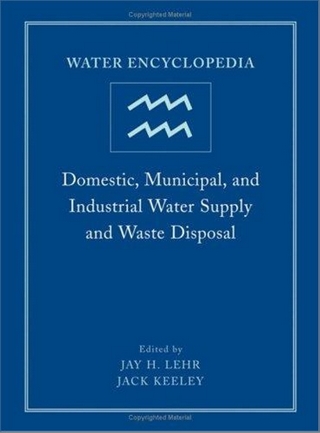 Copyrighted Material
WATER ENCYCLOPEDIA
Domestic, Municipal, and
Industrial Water Supply
and Waste Disposal
Edited by
JAY H. LEHR
JACK KEELEY
Copyrighted Material